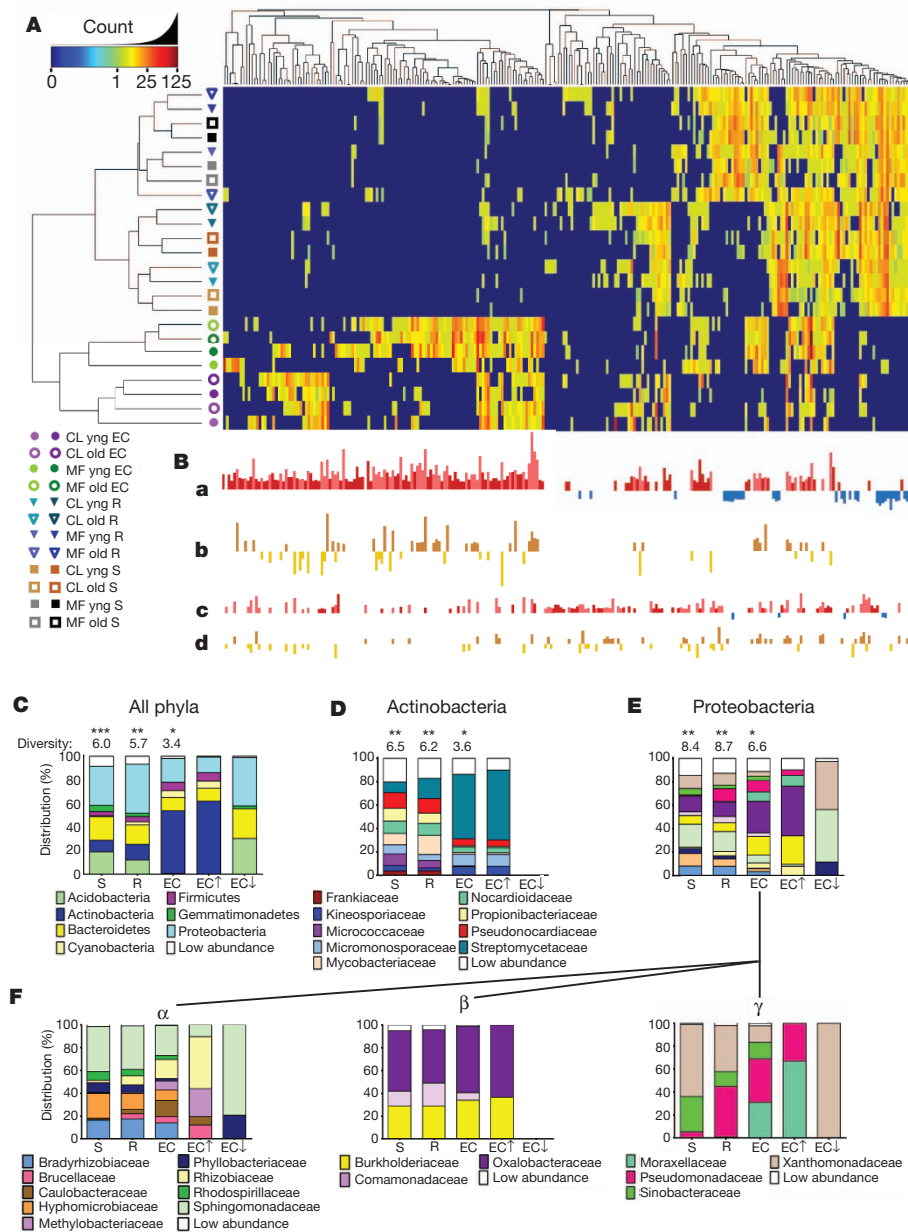 A
Count
0 1 25 125
CL yng EC
CL old EC
MF yng EC
MF old EC
CL yng R
CL old R
MF yng R
MF old R
CL yng S
CL old S
MF yng S
MF old S
B
a
b
c
d
C
All phyla
*** ** *
Diversity: 6.0 5.7 3.4
Distribution (%)
100
80
60
40
20
0
S R EC EC↑ EC↓
Acidobacteria
Actinobacteria
Bacteroidetes
Cyanobacteria
Firmicutes
Gemmatimonadetes
Proteobacteria
Low abundance
D
Actinobacteria
** ** *
6.5 6.2 3.6
100
80
60
40
20
0
S R EC EC↑ EC↓
Frankiaceae
Kineosporiaceae
Micrococcaceae
Micromonosporaceae
Mycobacteriaceae
Nocardioidaceae
Propionibacteriaceae
Pseudonocardiaceae
Streptomycetaceae
Low abundance
E
Proteobacteria
** ** *
8.4 8.7 6.6
100
80
60
40
20
0
S R EC EC↑ EC↓
F
α
Distribution (%)
100
80
60
40
20
0
S R EC EC↑ EC↓
Bradyrhizobiaceae
Brucellaceae
Caulobacteraceae
Hyphomicrobiaceae
Methylobacteriaceae
Phyllobacteriaceae
Rhizobiaceae
Rhodospirillaceae
Sphingomonadaceae
Low abundance
β
100
80
60
40
20
0
S R EC EC↑ EC↓
Burkholderiaceae
Comamonadaceae
Oxalobacteraceae
Low abundance
γ
100
80
60
40
20
0
S R EC EC↑ EC↓
Moraxellaceae
Pseudomonadaceae
Sinobacteraceae
Xanthomonadaceae
Low abundance